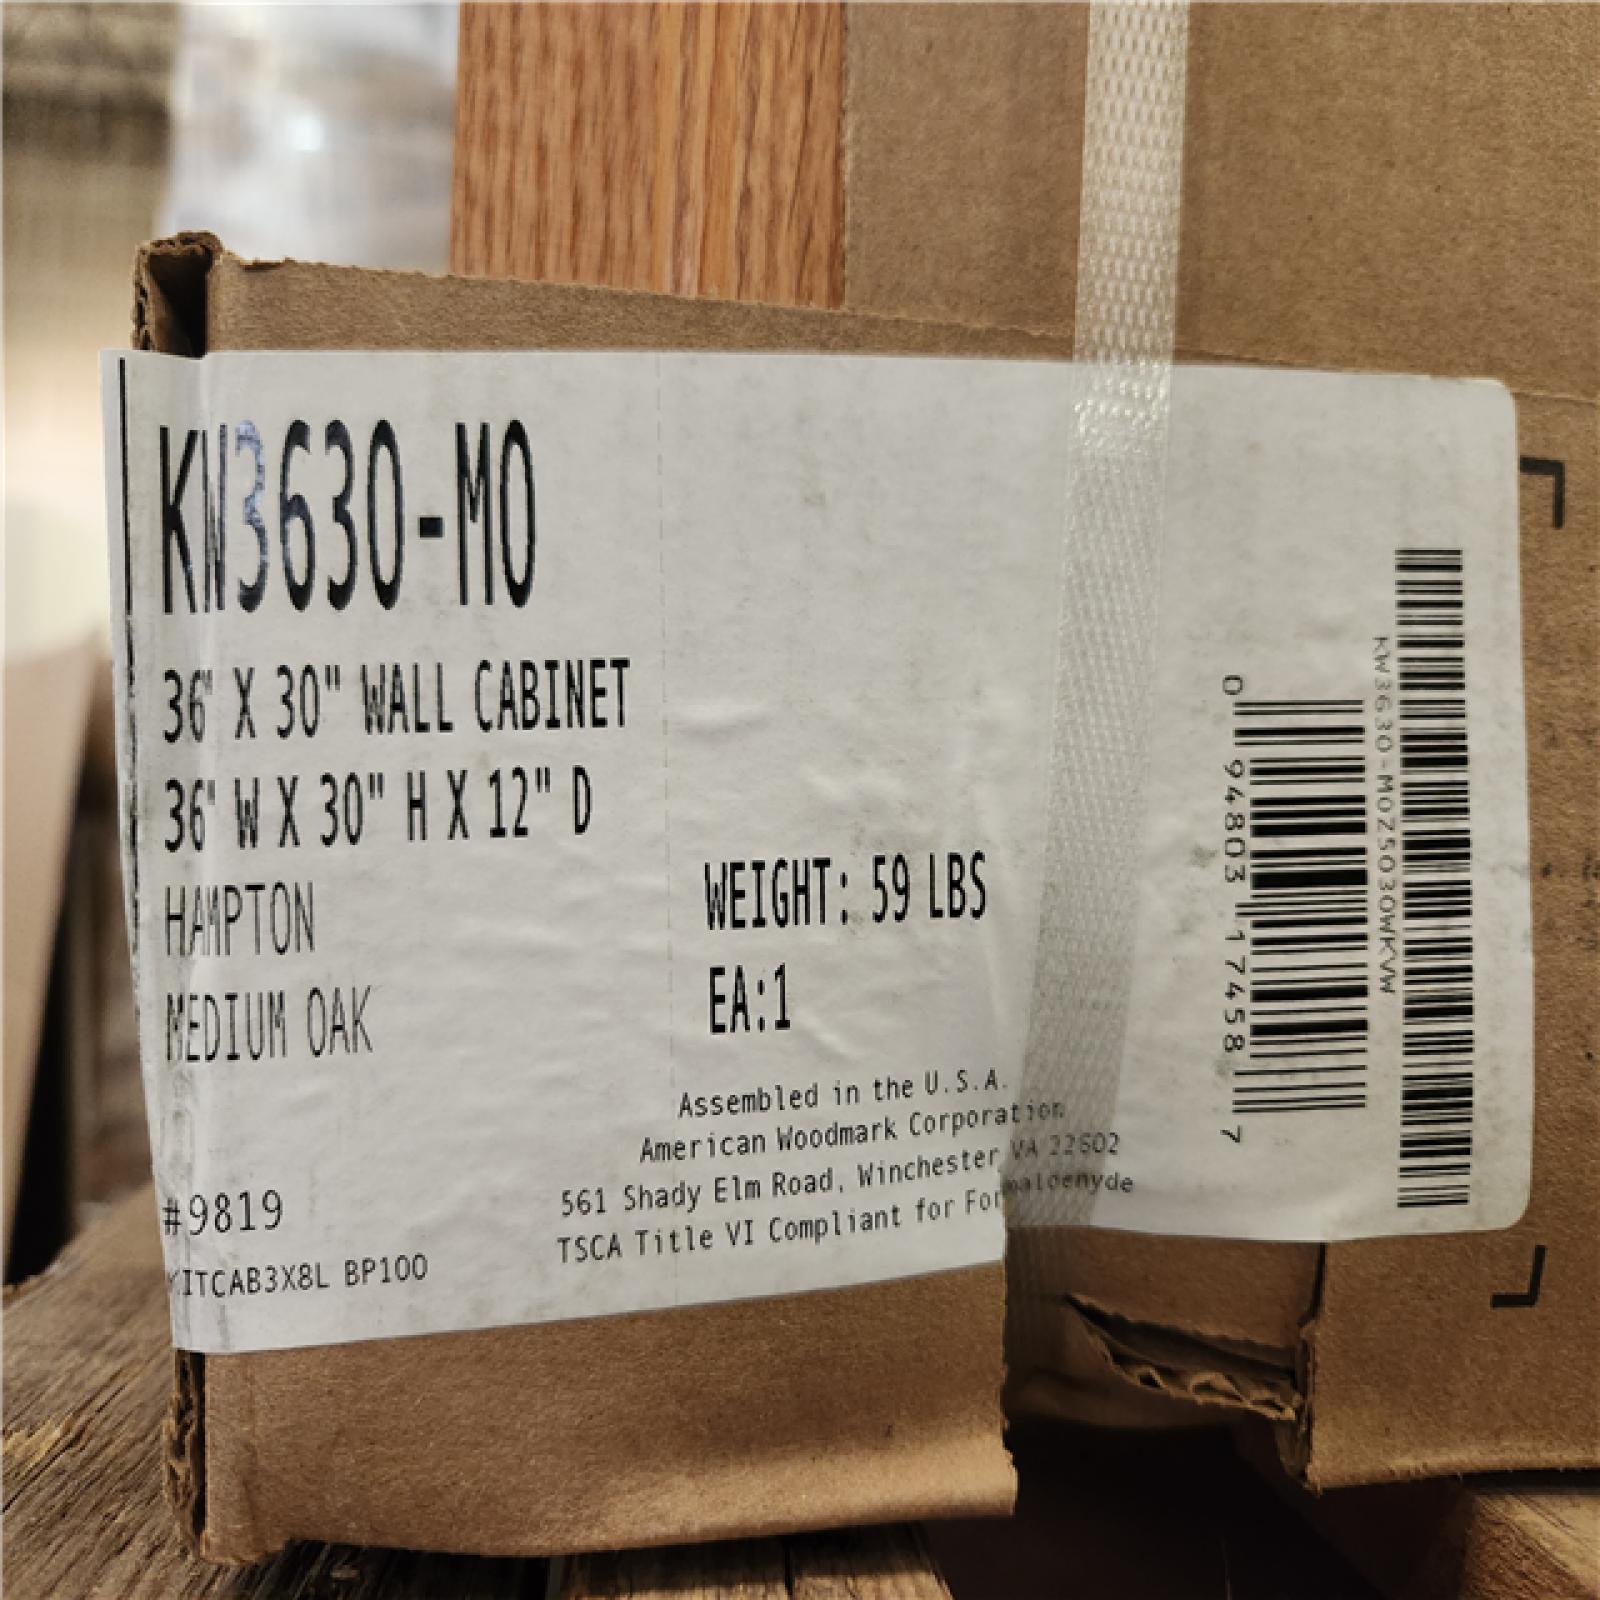 KW3630-MO
36" X 30" WALL CABINET
36" W X 30" H X 12" D
HAMPTON
MEDIUM OAK
WEIGHT: 59 LBS
EA:1
Assembled in the U.S.A.
American Woodmark Corporation
561 Shady Elm Road, Winchester VA 22602
TSCA Title VI Compliant for Formaldehyde
#9819
KITCAB3X8L BP100
0 94803 17458 7
KW3630-MO25030WKVW